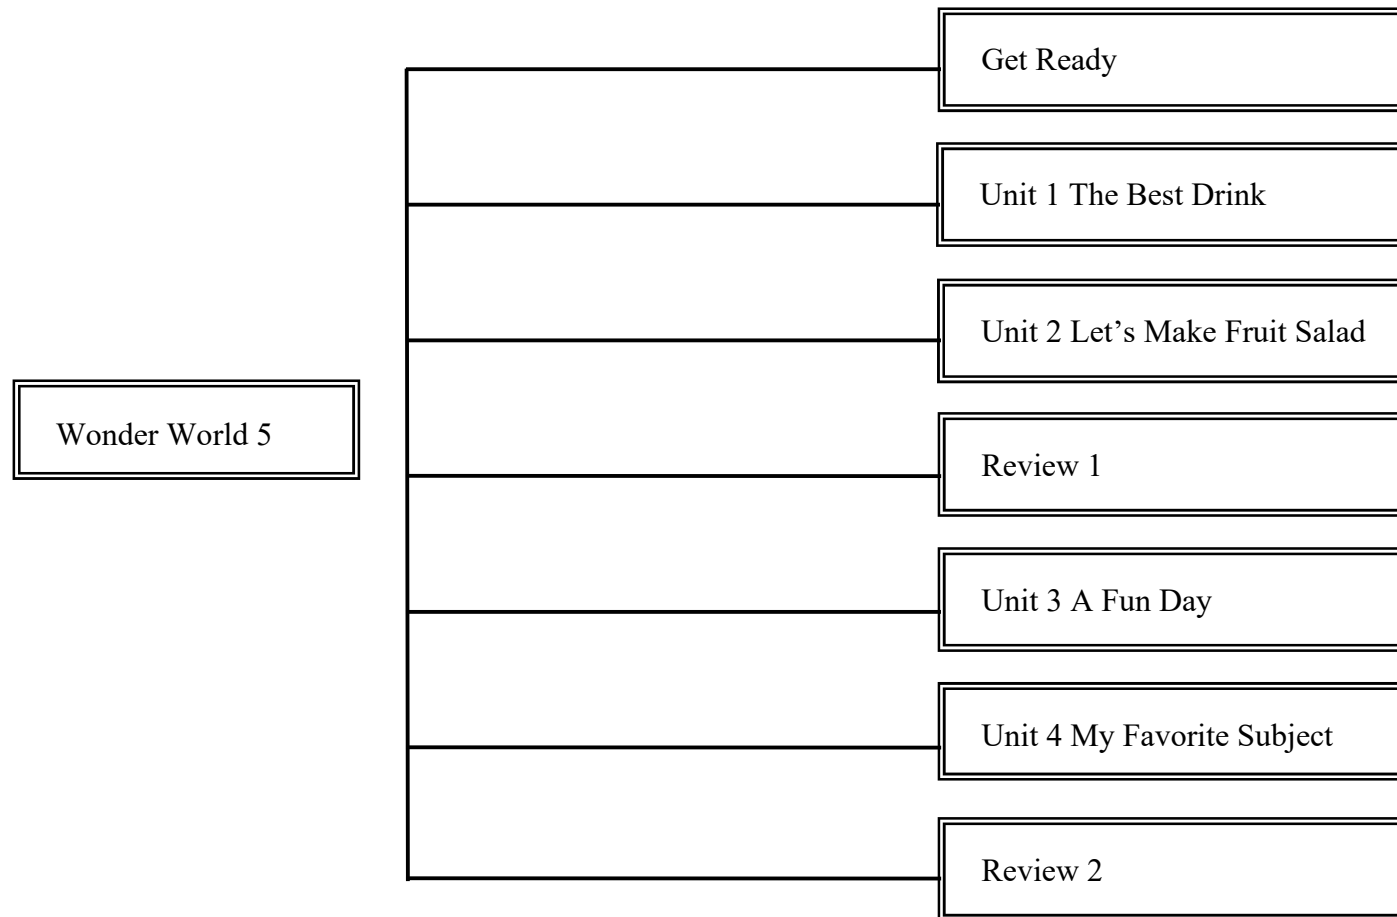 Get Ready
Unit 1 The Best Drink
Unit 2 Let’s Make Fruit Salad
Wonder World 5
Review 1
Unit 3 A Fun Day
Unit 4 My Favorite Subject
Review 2